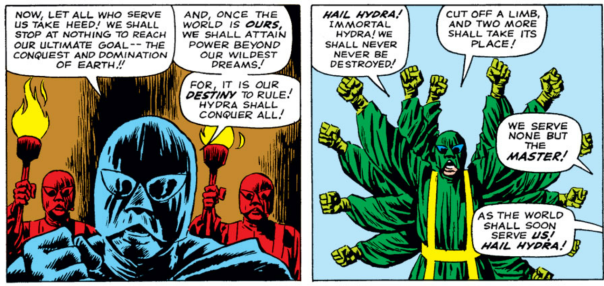 NOW, LET ALL WHO SERVE
US TAKE HEED! WE SHALL
STOP AT NOTHING TO REACH
OUR ULTIMATE GOAL-- THE
CONQUEST AND DOMINATION
OF EARTH!!
AND, ONCE THE
WORLD IS OURS,
WE SHALL ATTAIN
POWER BEYOND
OUR WILDEST
DREAMS!
FOR, IT IS OUR
DESTINY TO RULE!
HYDRA SHALL
CONQUER ALL!
HAIL HYDRA!
IMMORTAL
HYDRA! WE
SHALL NEVER
NEVER BE
DESTROYED!
CUT OFF A LIMB,
AND TWO MORE
SHALL TAKE ITS
PLACE!
WE SERVE
NONE BUT
THE
MASTER!
AS THE WORLD
SHALL SOON
SERVE US!
HAIL HYDRA!